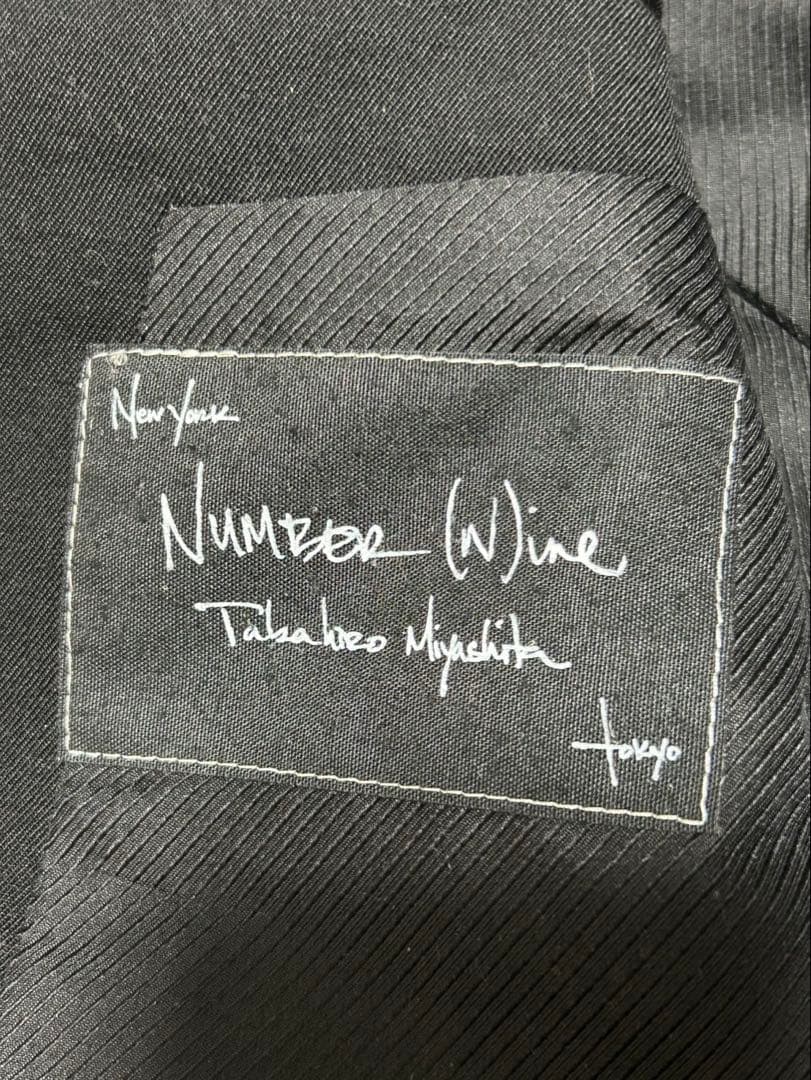 New York
NUMBER (N)ine
Takahiro Miyashita
tokyo